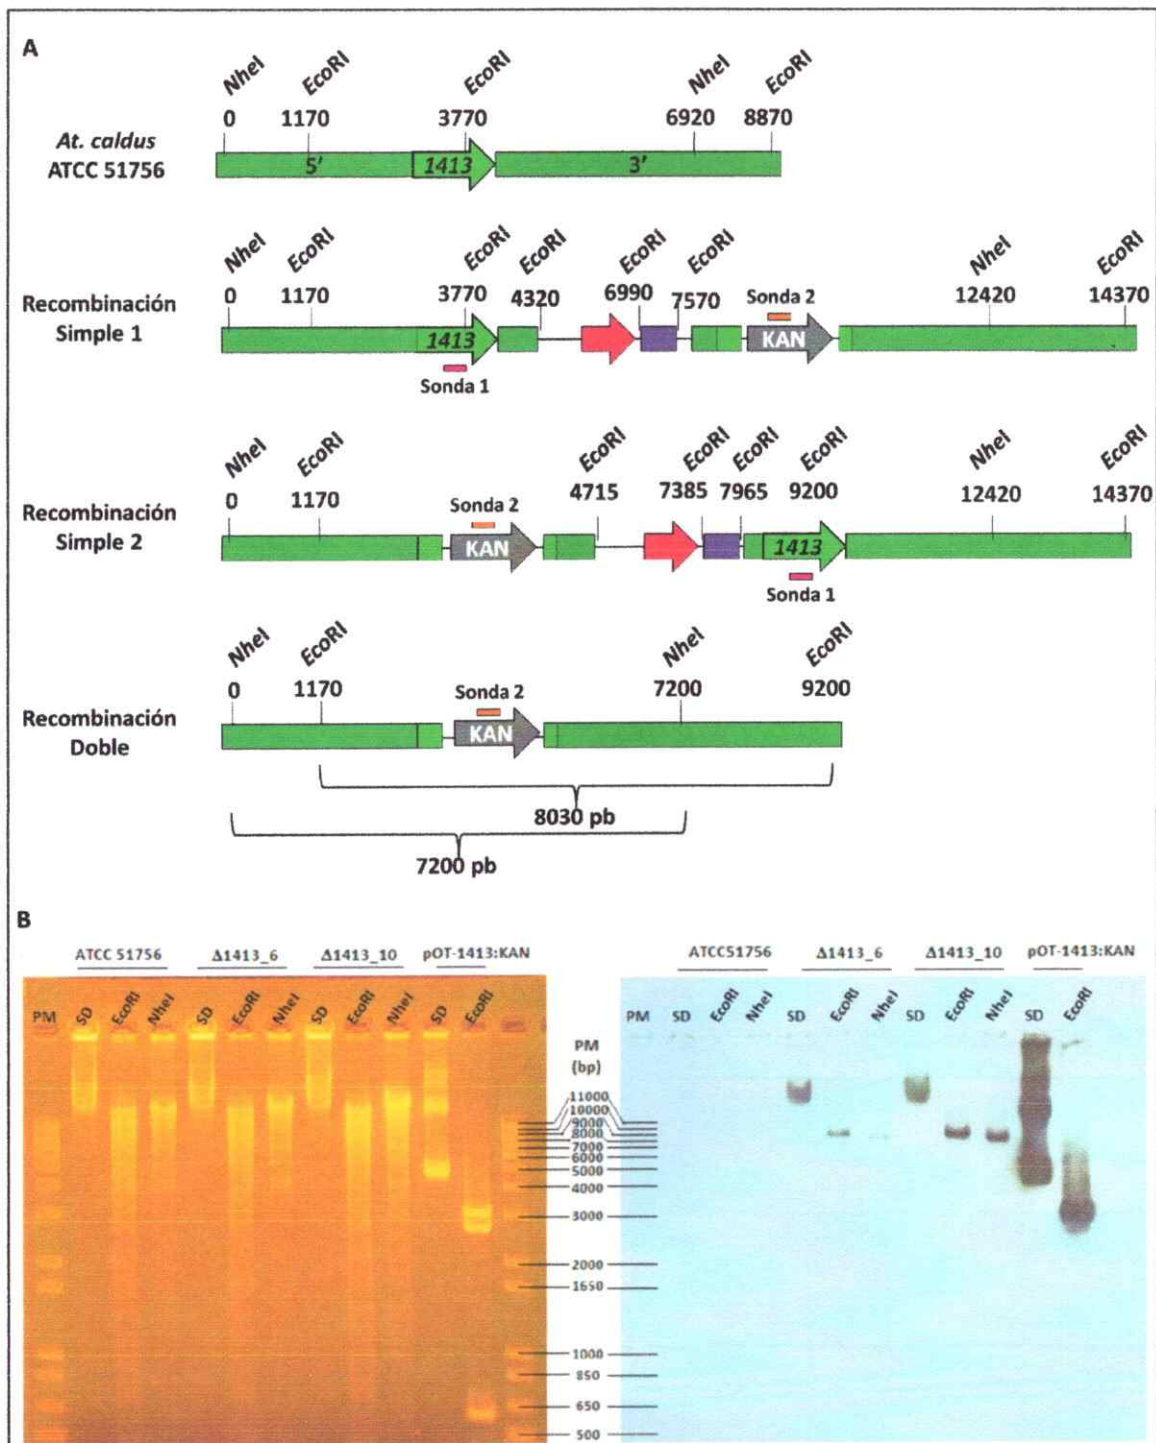 A
NheI EcoRI EcoRI NheI EcoRI
0 1170 3770 6920 8870
At. caldus
ATCC 51756
5' 1413 3'
NheI EcoRI EcoRI EcoRI EcoRI EcoRI NheI EcoRI
0 1170 3770 4320 6990 7570 12420 14370
Recombinación
Simple 1
Sonda 2
1413 KAN
Sonda 1
NheI EcoRI EcoRI EcoRI EcoRI EcoRI NheI EcoRI
0 1170 4715 7385 7965 9200 12420 14370
Recombinación
Simple 2
Sonda 2
KAN 1413
Sonda 1
NheI EcoRI NheI EcoRI
0 1170 7200 9200
Recombinación
Doble
Sonda 2
KAN
8030 pb
7200 pb
B
ATCC 51756 Δ1413_6 Δ1413_10 pOT-1413:KAN
PM SD EcoRI NheI SD EcoRI NheI SD EcoRI NheI SD EcoRI
PM
(bp)
11000
10000
9000
8000
7000
6000
5000
4000
3000
2000
1650
1000
850
650
500
ATCC51756 Δ1413_6 Δ1413_10 pOT-1413:KAN
PM SD EcoRI NheI SD EcoRI NheI SD EcoRI NheI SD EcoRI